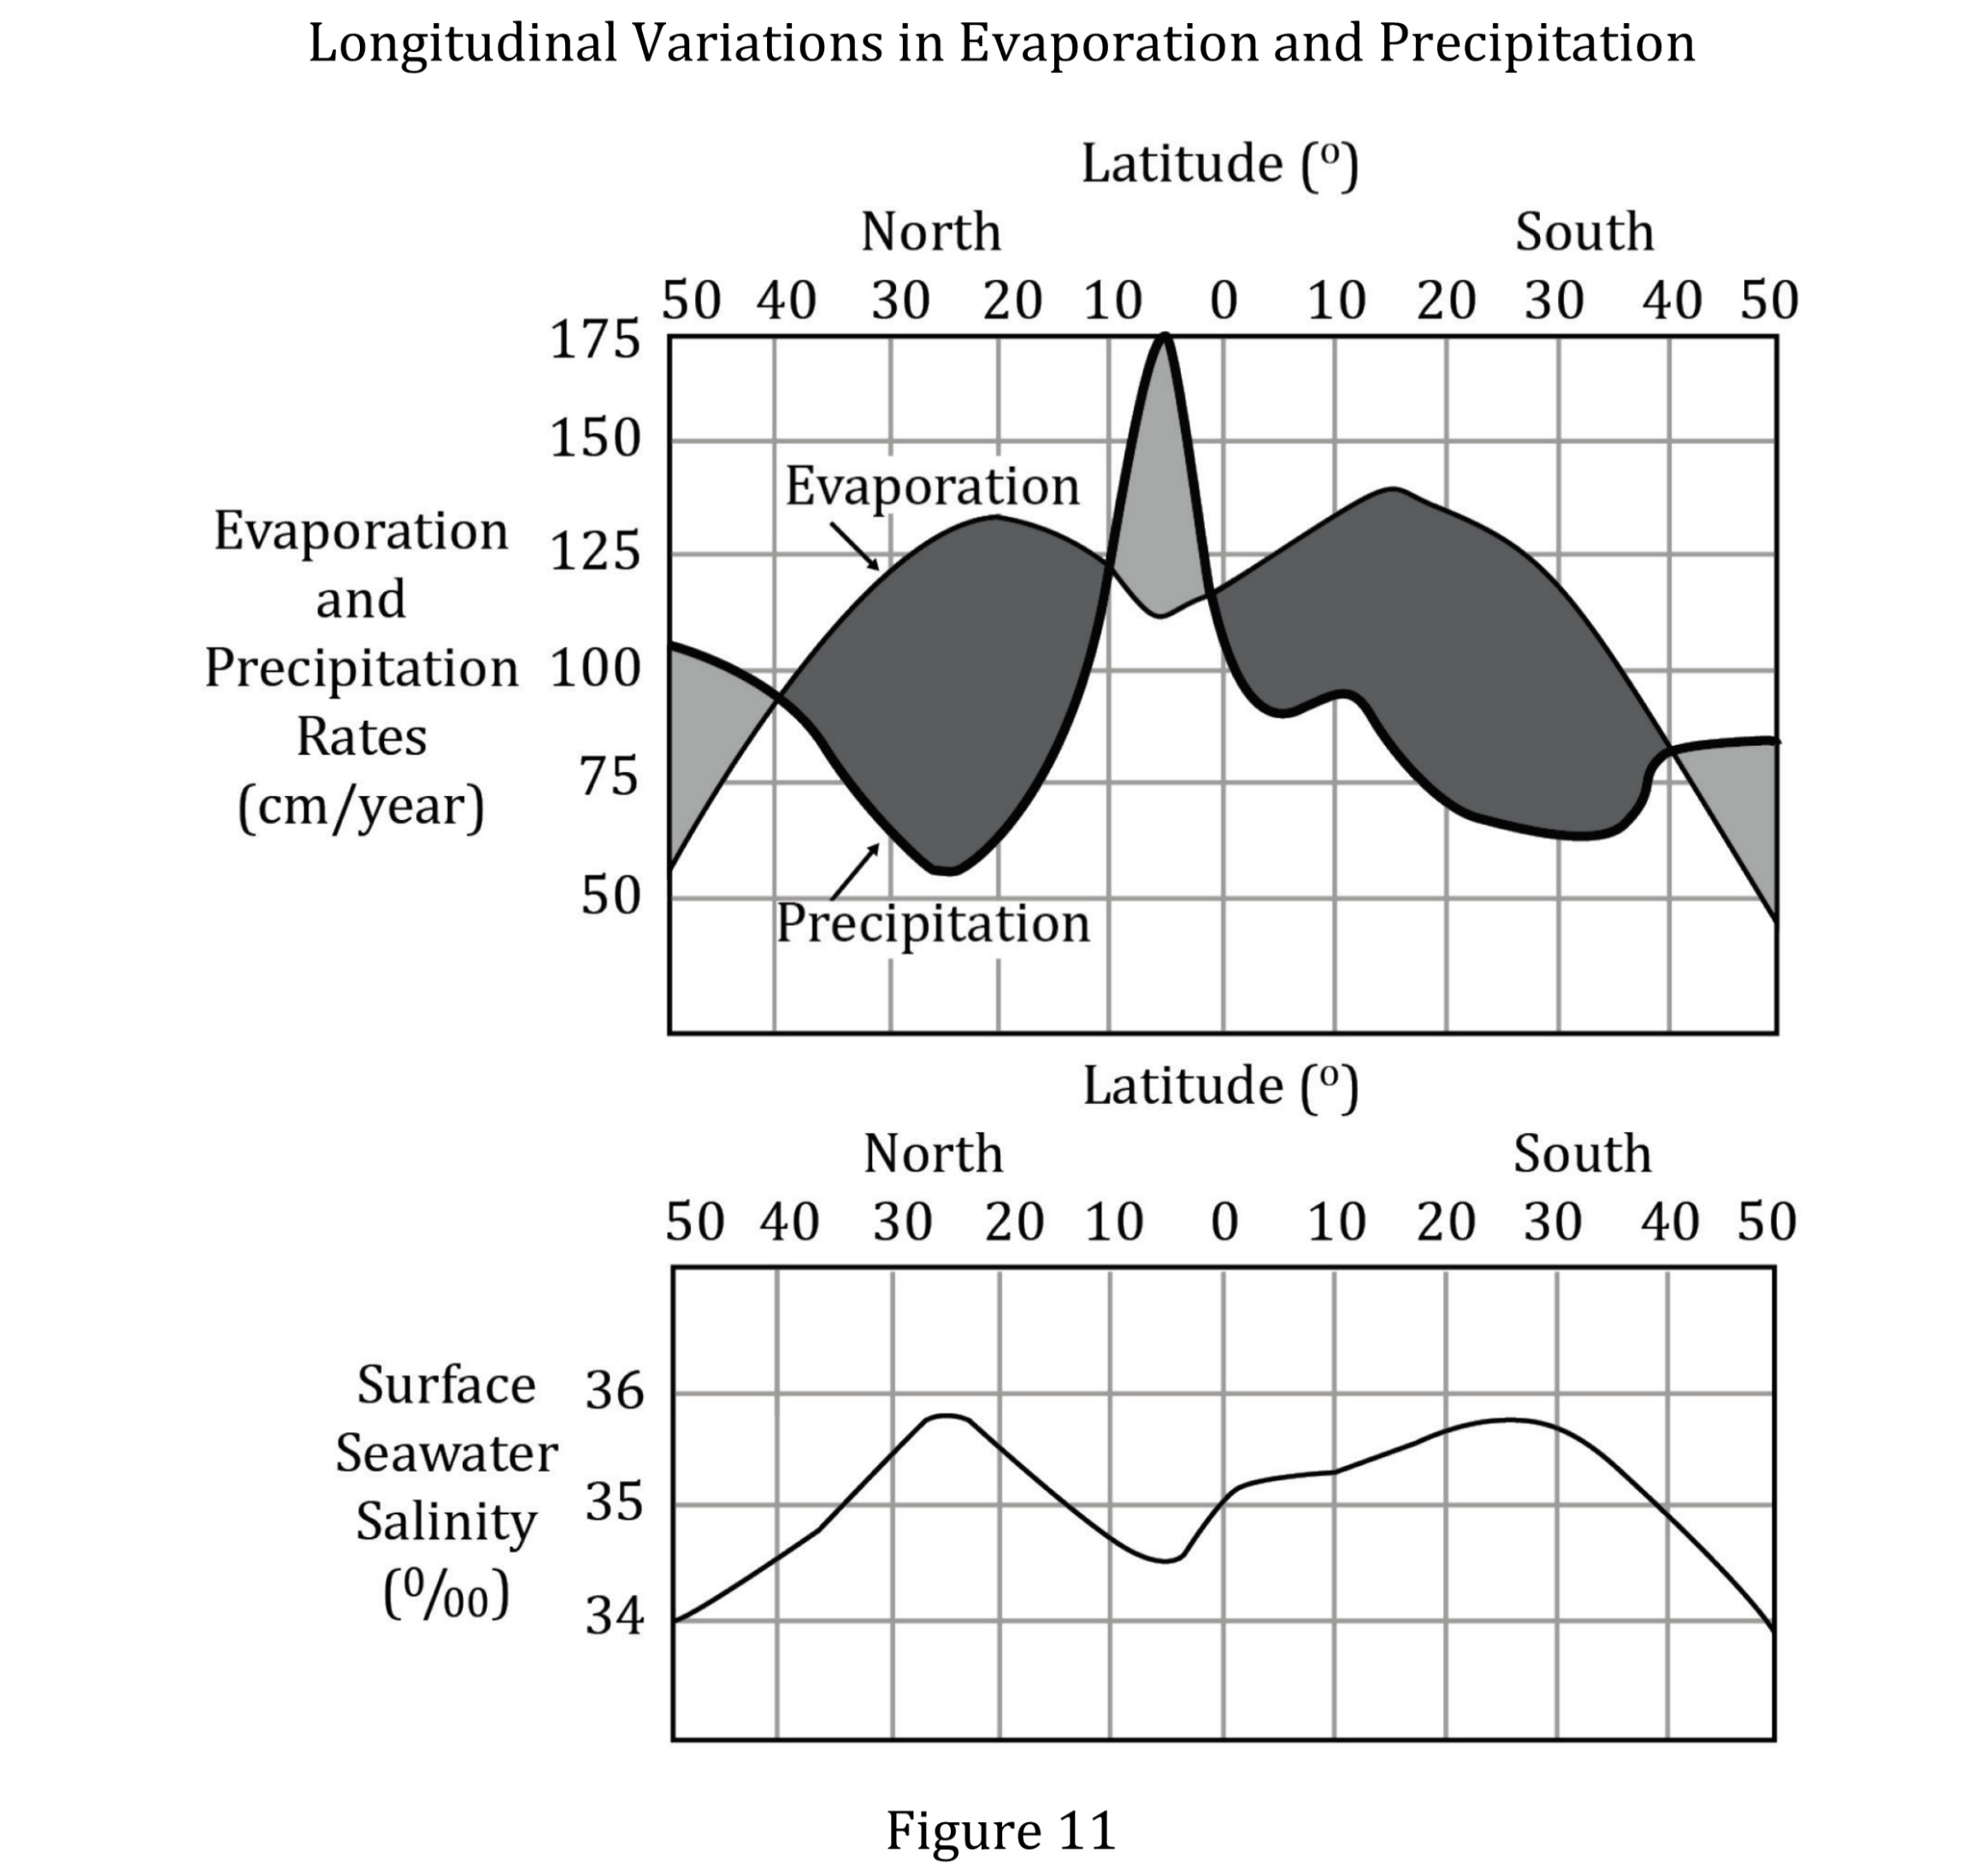 Longitudinal Variations in Evaporation and Precipitation
Latitude (º)
North South
50 40 30 20 10 0 10 20 30 40 50
175
150
125
100
75
50
Evaporation
and
Precipitation
Rates
(cm/year)
Evaporation
Precipitation
Latitude (º)
North South
50 40 30 20 10 0 10 20 30 40 50
36
35
34
Surface
Seawater
Salinity
(⁰/₀₀)
Figure 11